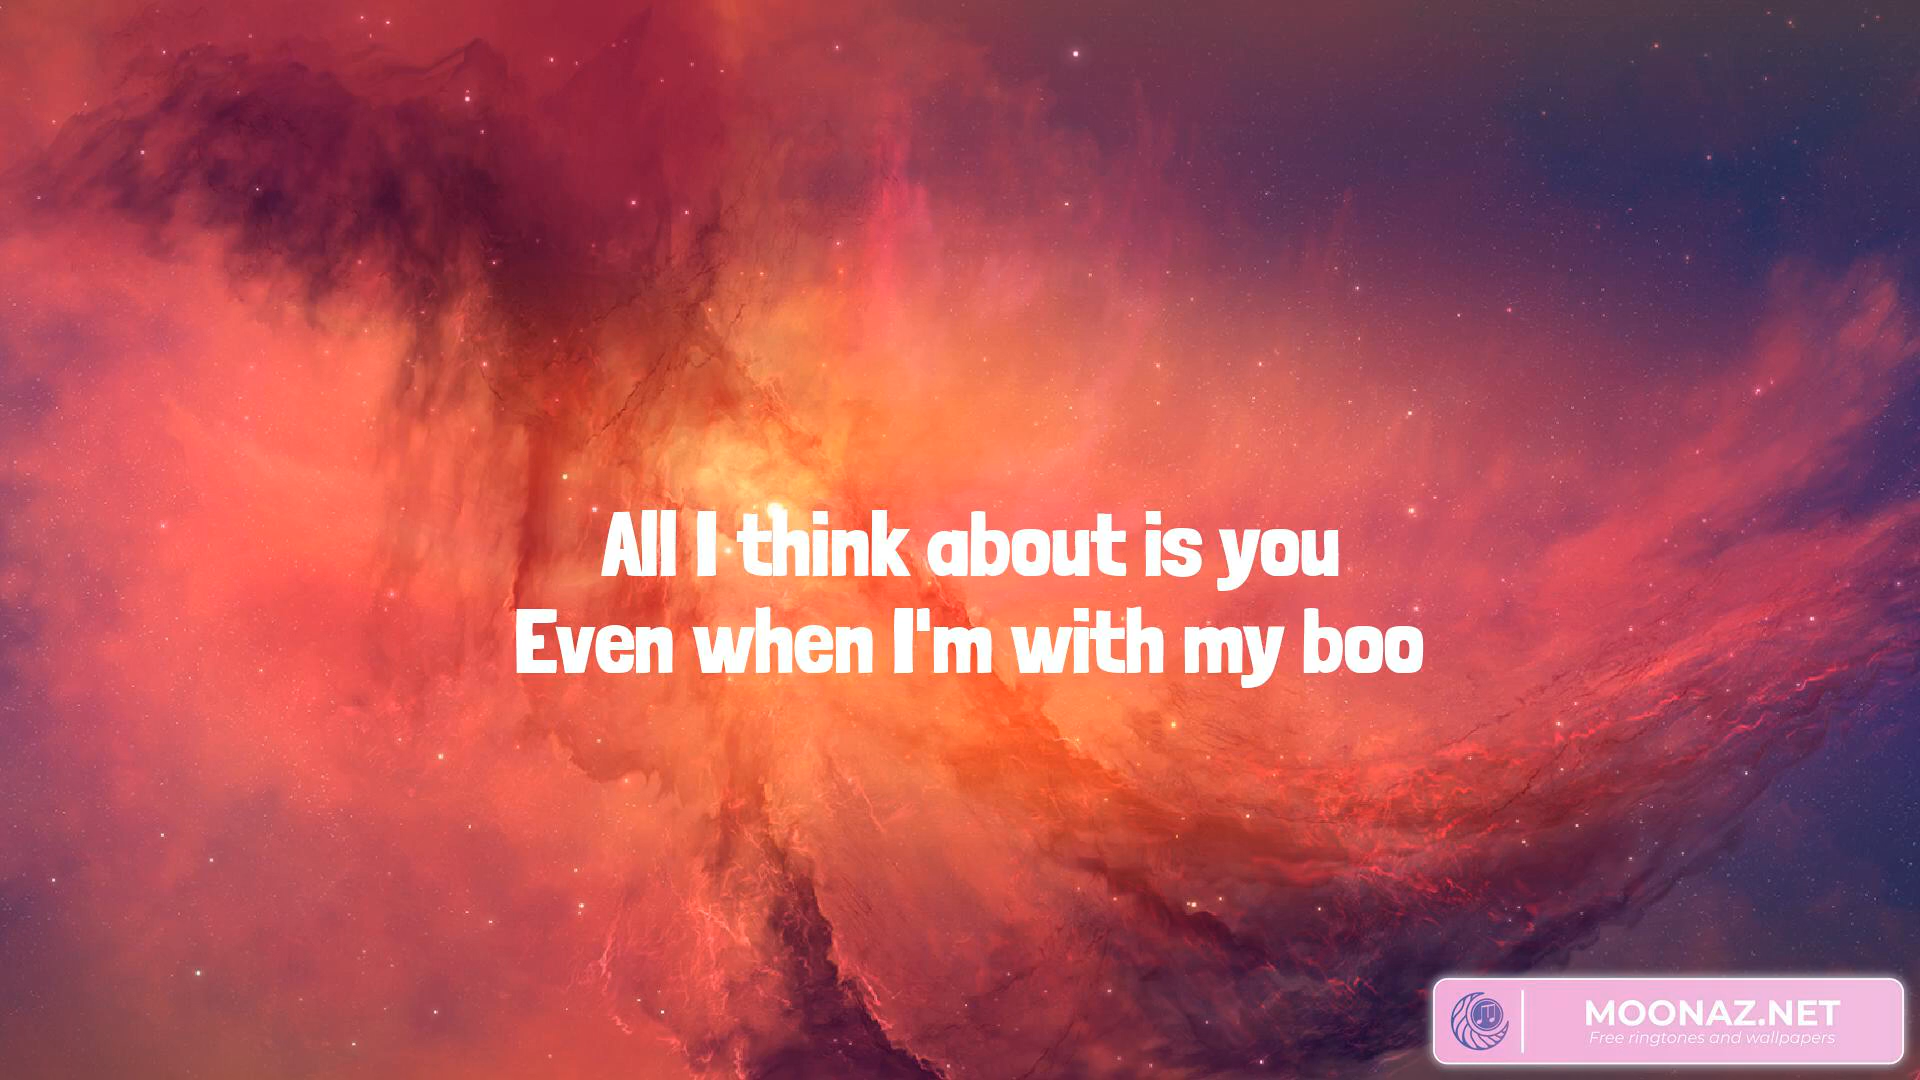 All I think about is you
Even when I'm with my boo
MOONAZ.NET
Free ringtones and wallpapers